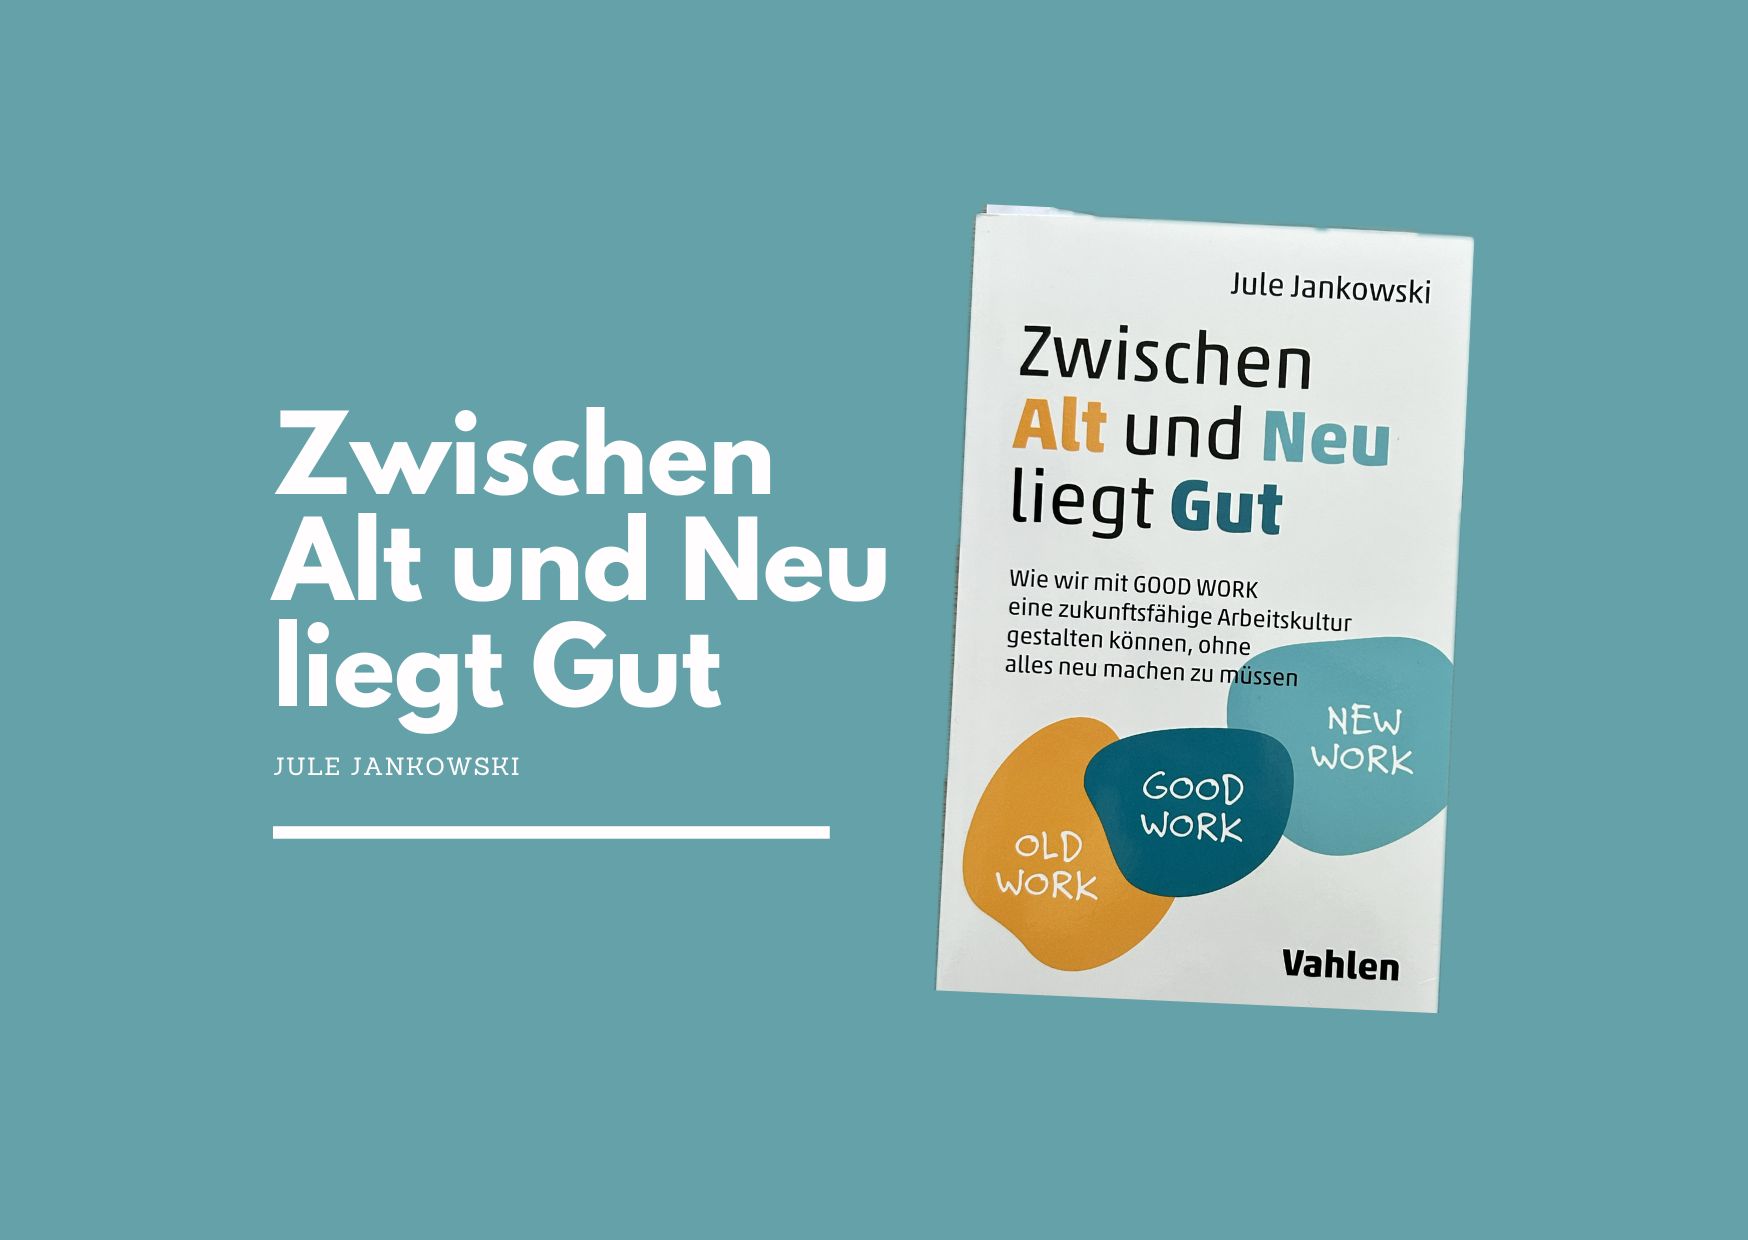 Zwischen
Alt und Neu
liegt Gut
JULE JANKOWSKI
Jule Jankowski
Zwischen
Alt und Neu
liegt Gut
Wie wir mit GOOD WORK
eine zukunftsfähige Arbeitskultur
gestalten können, ohne
alles neu machen zu müssen
NEW
WORK
GOOD
WORK
OLD
WORK
Vahlen